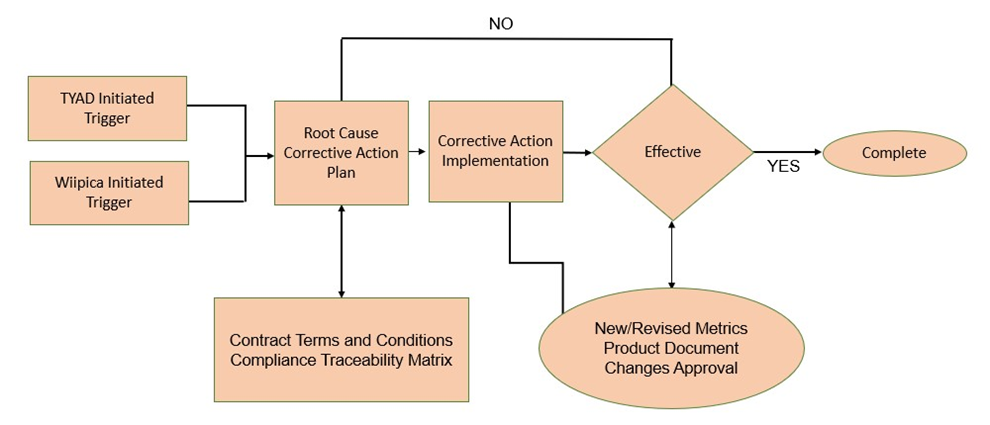 NO
TYAD Initiated
Trigger
Wiipica Initiated
Trigger
Root Cause
Corrective Action
Plan
Corrective Action
Implementation
Effective
YES
Complete
Contract Terms and Conditions
Compliance Traceability Matrix
New/Revised Metrics
Product Document
Changes Approval